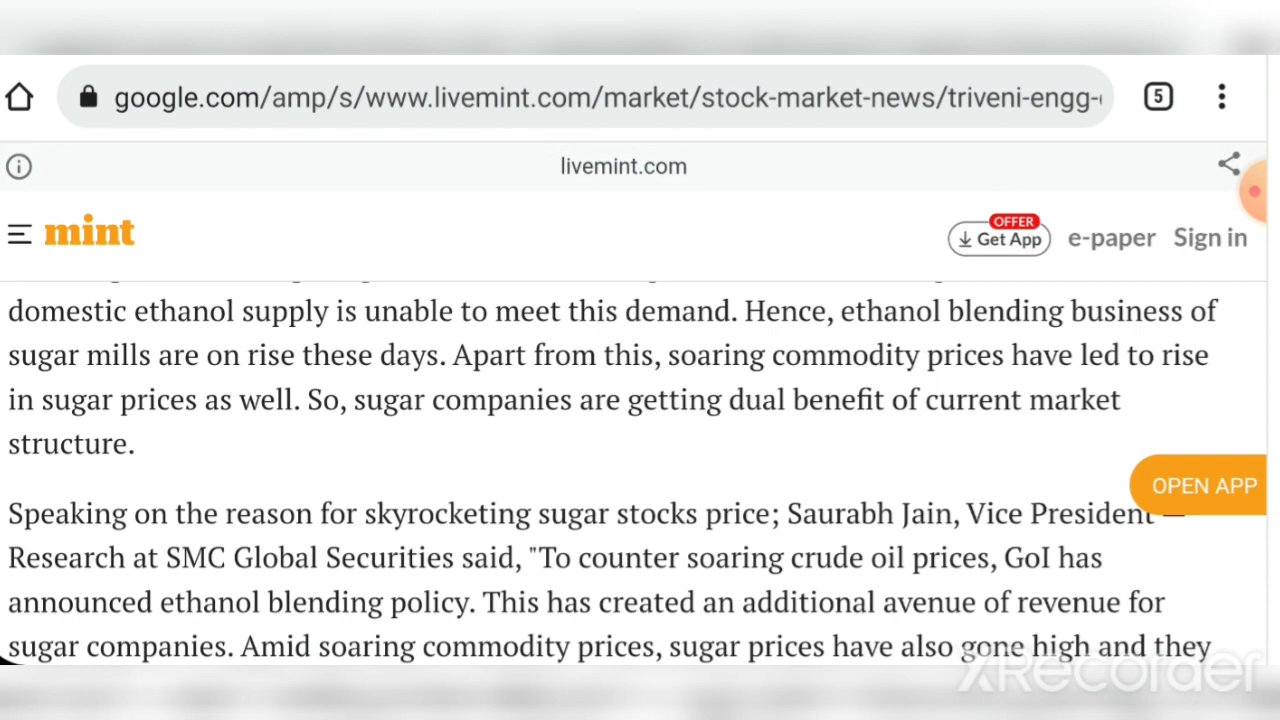 google.com/amp/s/www.livemint.com/market/stock-market-news/triveni-engg-
5
livemint.com
mint
OFFER
Get App
e-paper
Sign in
domestic ethanol supply is unable to meet this demand. Hence, ethanol blending business of
sugar mills are on rise these days. Apart from this, soaring commodity prices have led to rise
in sugar prices as well. So, sugar companies are getting dual benefit of current market
structure.
OPEN APP
Speaking on the reason for skyrocketing sugar stocks price; Saurabh Jain, Vice President —
Research at SMC Global Securities said, "To counter soaring crude oil prices, GoI has
announced ethanol blending policy. This has created an additional avenue of revenue for
sugar companies. Amid soaring commodity prices, sugar prices have also gone high and they
XRecorder